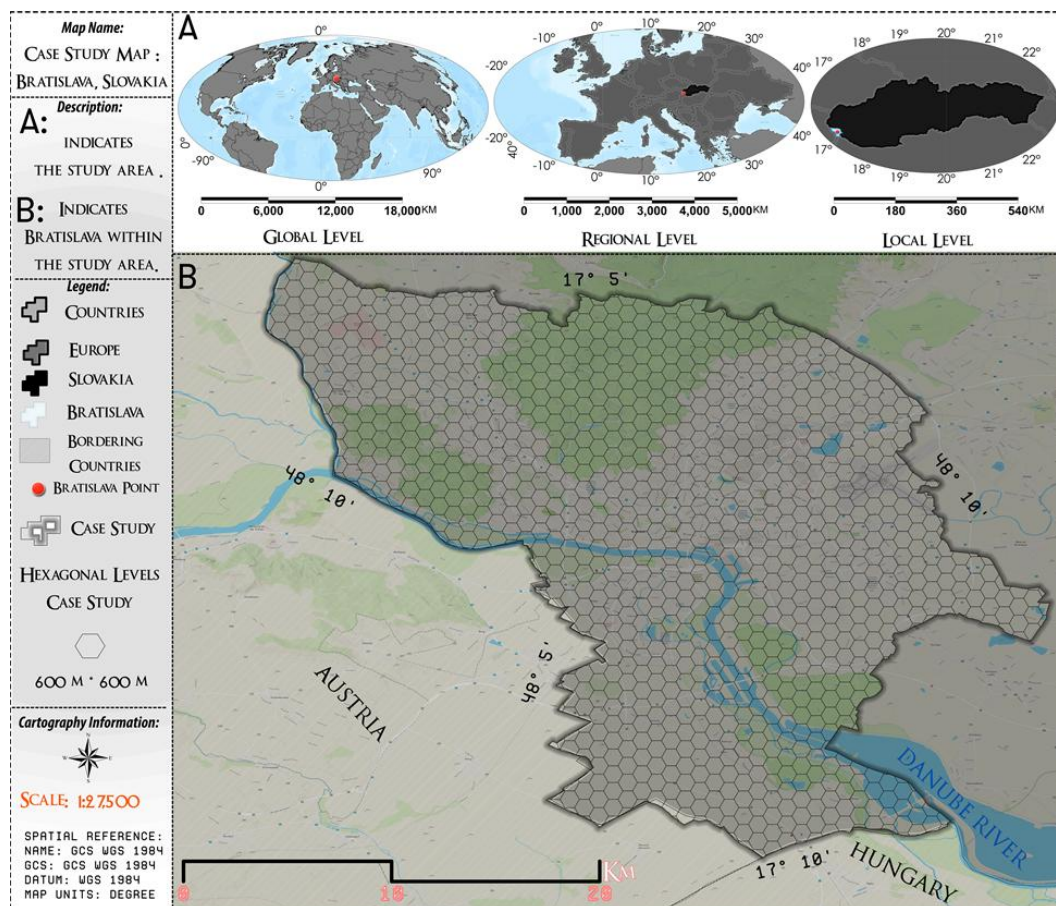 Map Name:
Case Study Map :
Bratislava, Slovakia
Description:
A: Indicates
the study area .
B: Indicates
Bratislava within
the study area.
Legend:
Countries
Europe
Slovakia
Bratislava
Bordering
Countries
Bratislava Point
Case Study
Hexagonal Levels
Case Study
600 m * 600 m
Cartography Information:
N
W E
S
Scale: 1:27,500
SPATIAL REFERENCE:
NAME: GCS WGS 1984
GCS: GCS WGS 1984
DATUM: WGS 1984
MAP UNITS: DEGREE
A
0°
0°
-90°
90°
0°
0 6,000 12,000 18,000KM
Global Level
0° 10° 20°
-10° 30°
-20° 40°
40° -20°
-10° 30°
0° 10° 20°
0 1,000 2,000 3,000 4,000 5,000KM
Regional Level
19° 20°
18° 21°
17° 22°
40°
17° 22°
18° 19° 20° 21°
0 180 360 540KM
Local Level
B
17° 5'
48° 10'
48° 10'
48° 5'
AUSTRIA
DANUBE RIVER
HUNGARY
17° 10'
0 10 20 Km